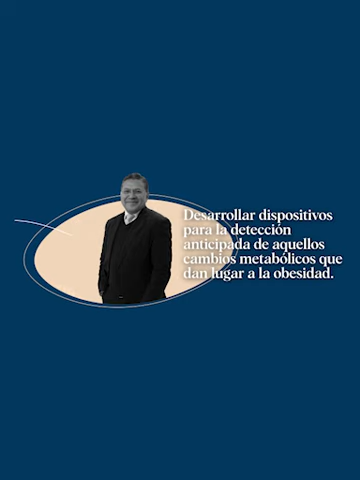 Desarrollar dispositivos
para la detección
anticipada de aquellos
cambios metabólicos que
dan lugar a la obesidad.